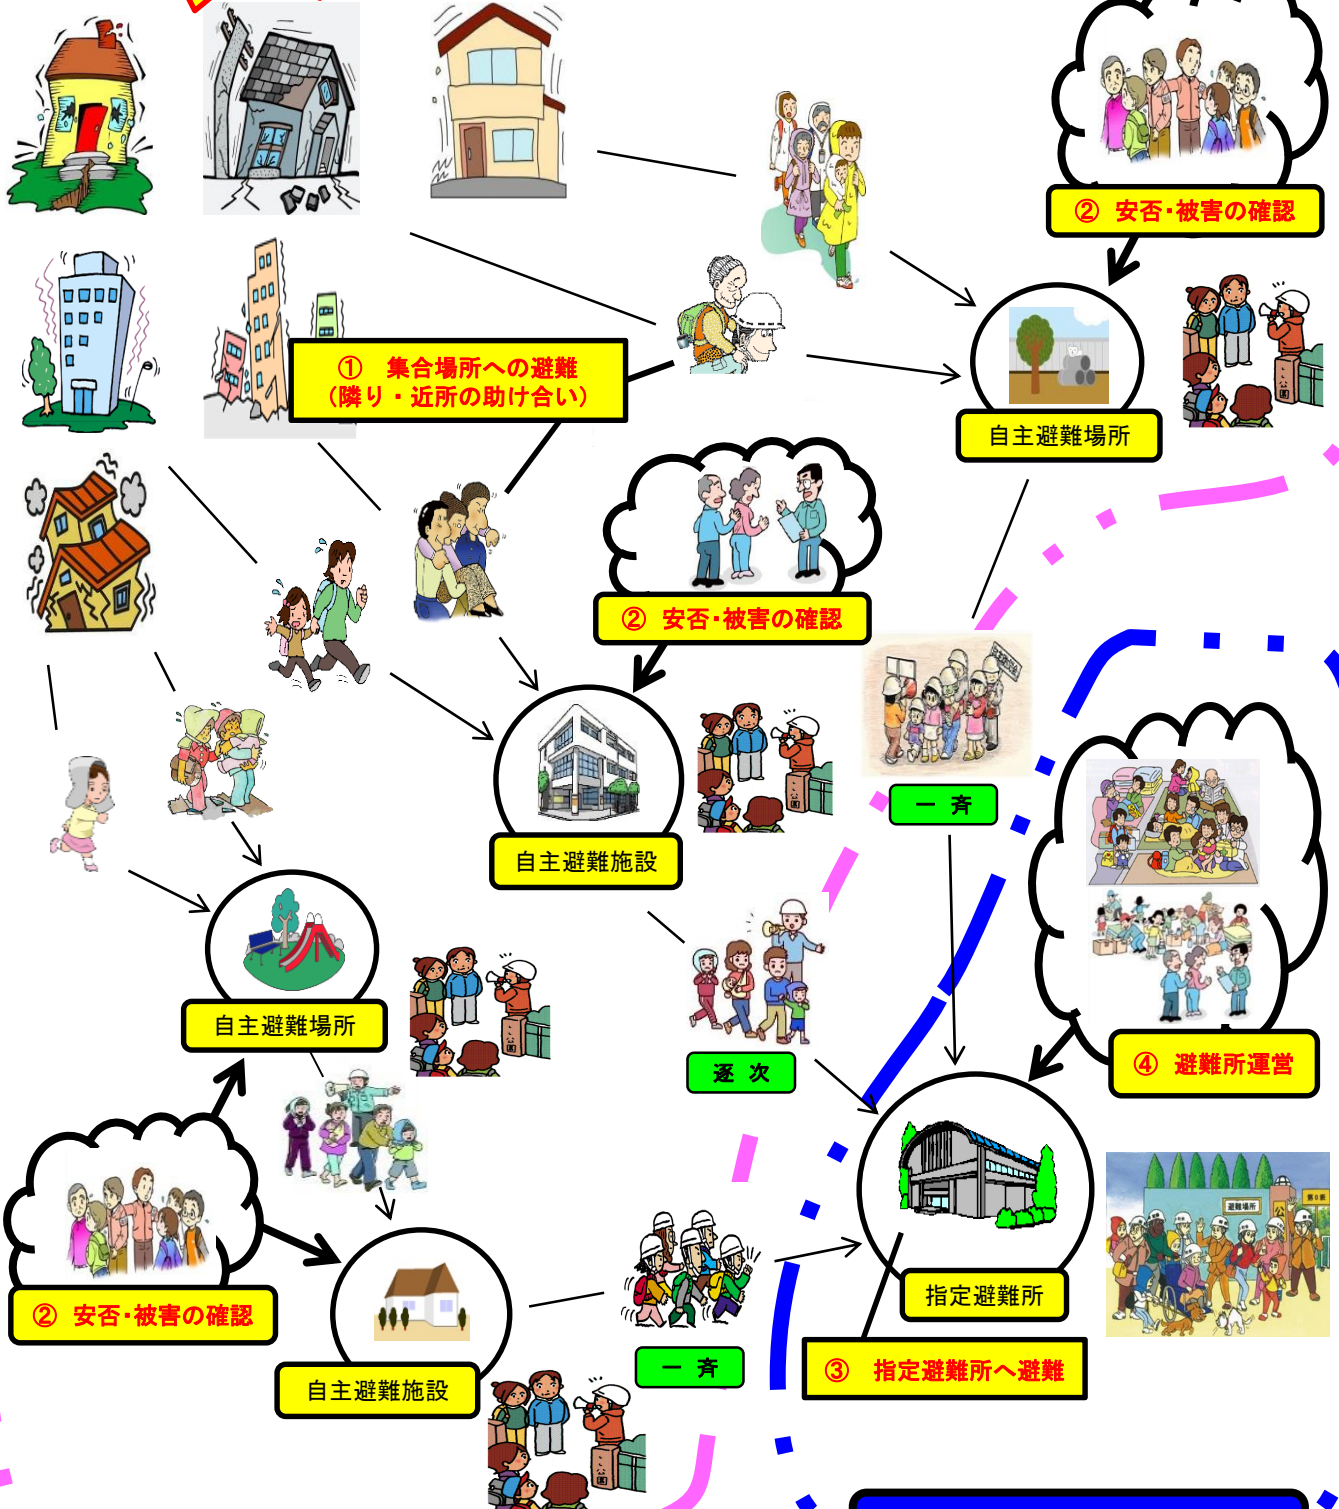 ② 安否・被害の確認
① 集合場所への避難
(隣り・近所の助け合い)
自主避難場所
② 安否・被害の確認
一 斉
自主避難施設
自主避難場所
逐 次
④ 避難所運営
避難場所
指定避難所
② 安否・被害の確認
③ 指定避難所へ避難
一 斉
自主避難施設